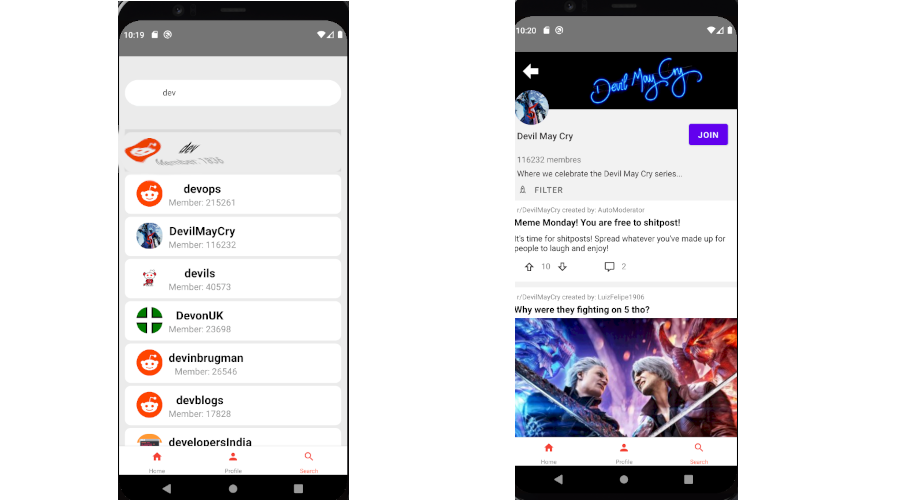 10:19
dev
dev
devops
Member: 215261
DevilMayCry
Member: 116232
devils
Member: 40573
DevonUK
Member: 23698
devinbrugman
Member: 26546
devblogs
Member: 17828
developersIndia
Home
Profile
Search
10:20
Devil May Cry
Devil May Cry
JOIN
116232 membres
Where we celebrate the Devil May Cry series...
FILTER
r/DevilMayCry created by: AutoModerator
Meme Monday! You are free to shitpost!
It's time for shitposts! Spread whatever you've made up for
people to laugh and enjoy!
10
2
r/DevilMayCry created by: LuizFelipe1906
Why were they fighting on 5 tho?
Home
Profile
Search